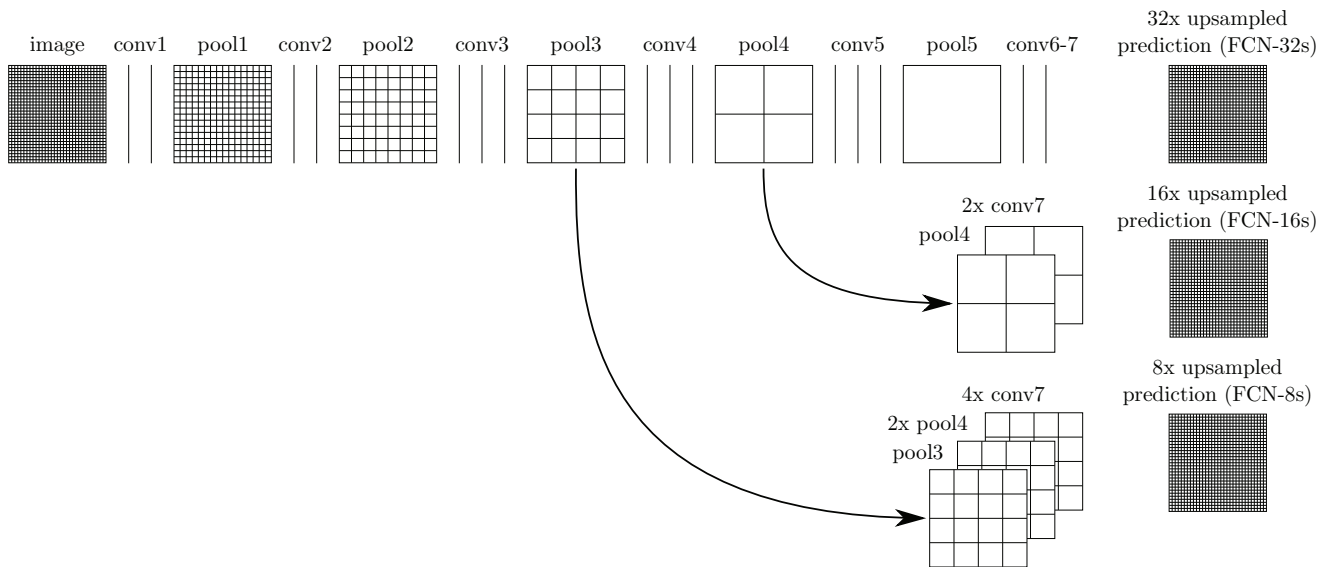 image conv1 pool1 conv2 pool2 conv3 pool3 conv4 pool4 conv5 pool5 conv6-7
32x upsampled
prediction (FCN-32s)
16x upsampled
prediction (FCN-16s)
2x conv7
pool4
8x upsampled
prediction (FCN-8s)
4x conv7
2x pool4
pool3